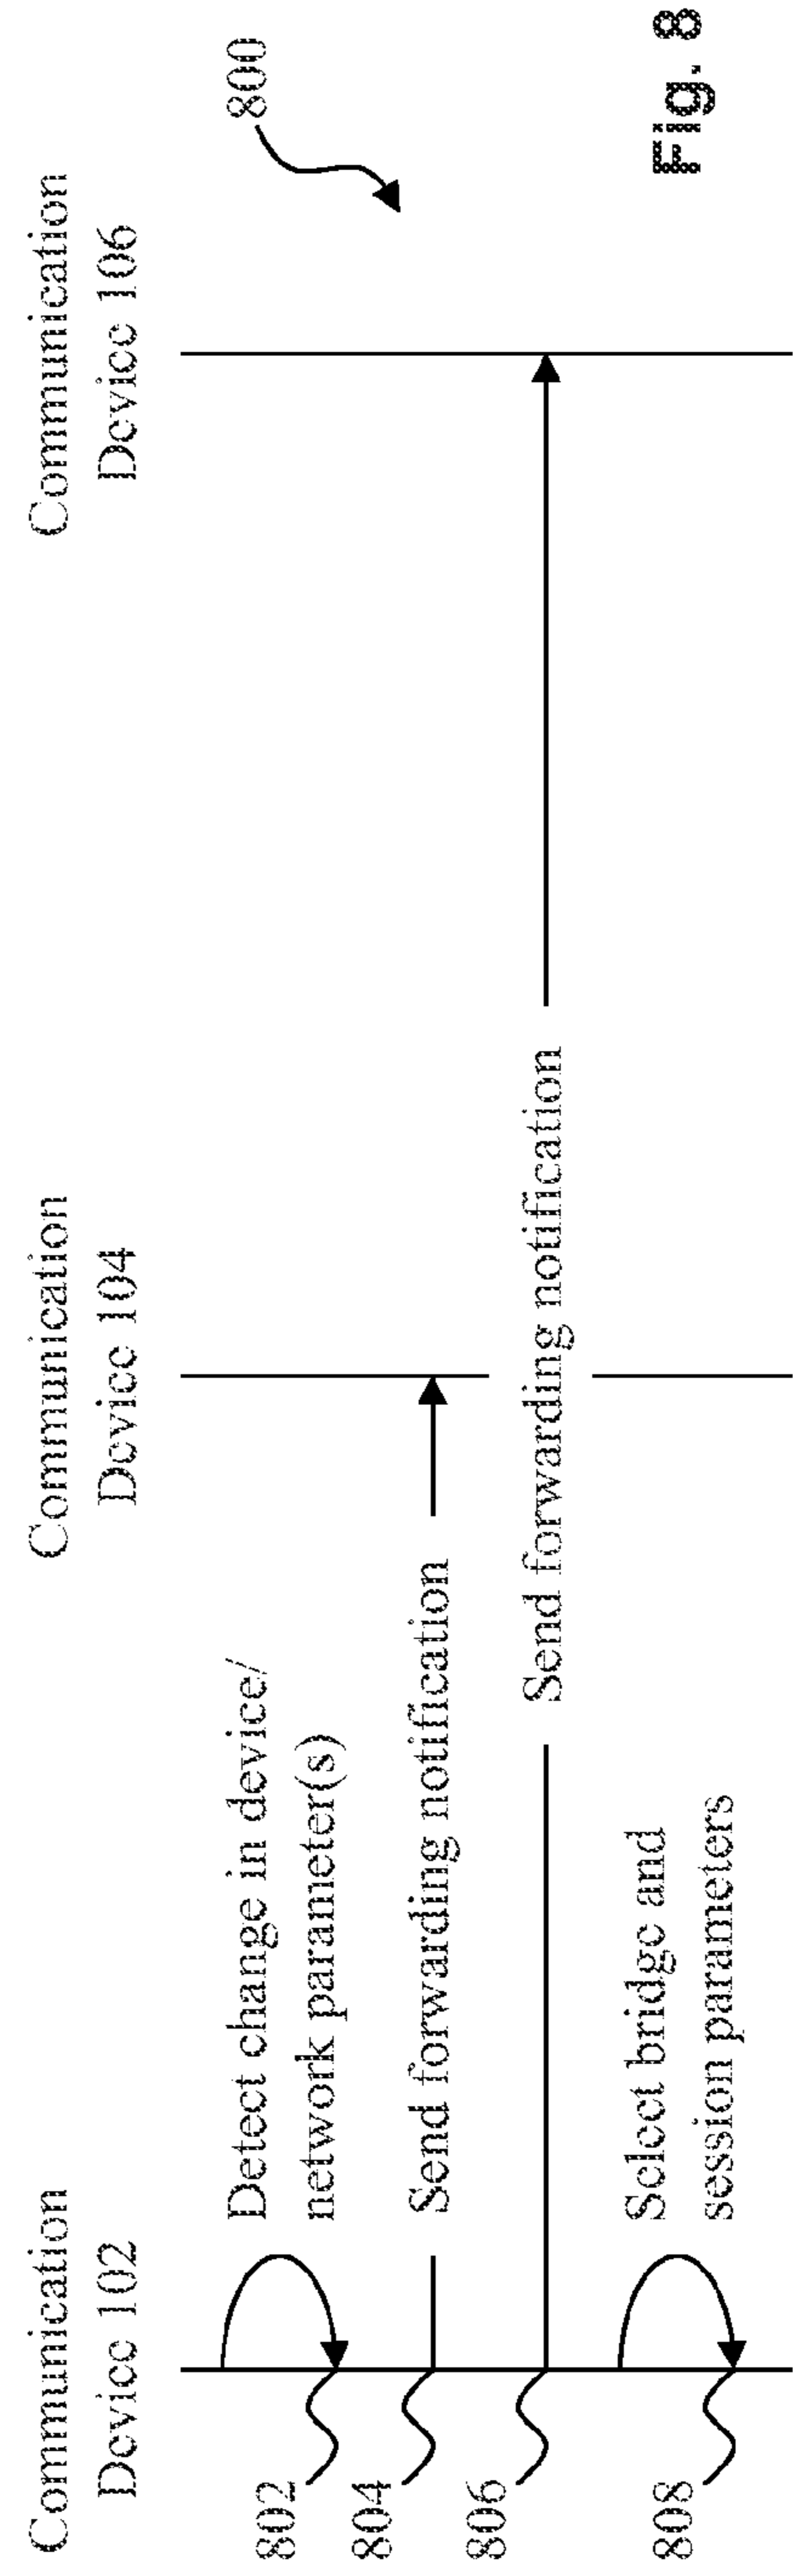 Communication
Device 102
Communication
Device 104
Communication
Device 106
800
802
Detect change in device/
network parameter(s)
804
Send forwarding notification
806
Send forwarding notification
808
Select bridge and
session parameters
Fig. 8